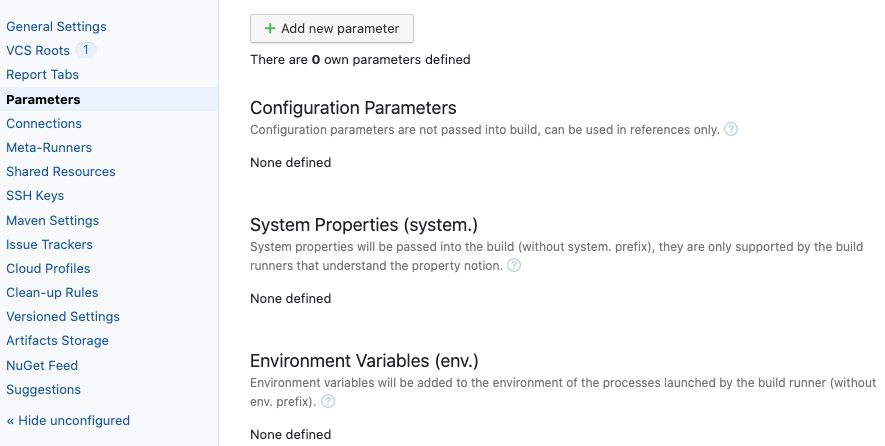 General Settings
VCS Roots 1
Report Tabs
Parameters
Connections
Meta-Runners
Shared Resources
SSH Keys
Maven Settings
Issue Trackers
Cloud Profiles
Clean-up Rules
Versioned Settings
Artifacts Storage
NuGet Feed
Suggestions
« Hide unconfigured
+ Add new parameter
There are 0 own parameters defined
Configuration Parameters
Configuration parameters are not passed into build, can be used in references only. ?
None defined
System Properties (system.)
System properties will be passed into the build (without system. prefix), they are only supported by the build
runners that understand the property notion. ?
None defined
Environment Variables (env.)
Environment variables will be added to the environment of the processes launched by the build runner (without
env. prefix). ?
None defined